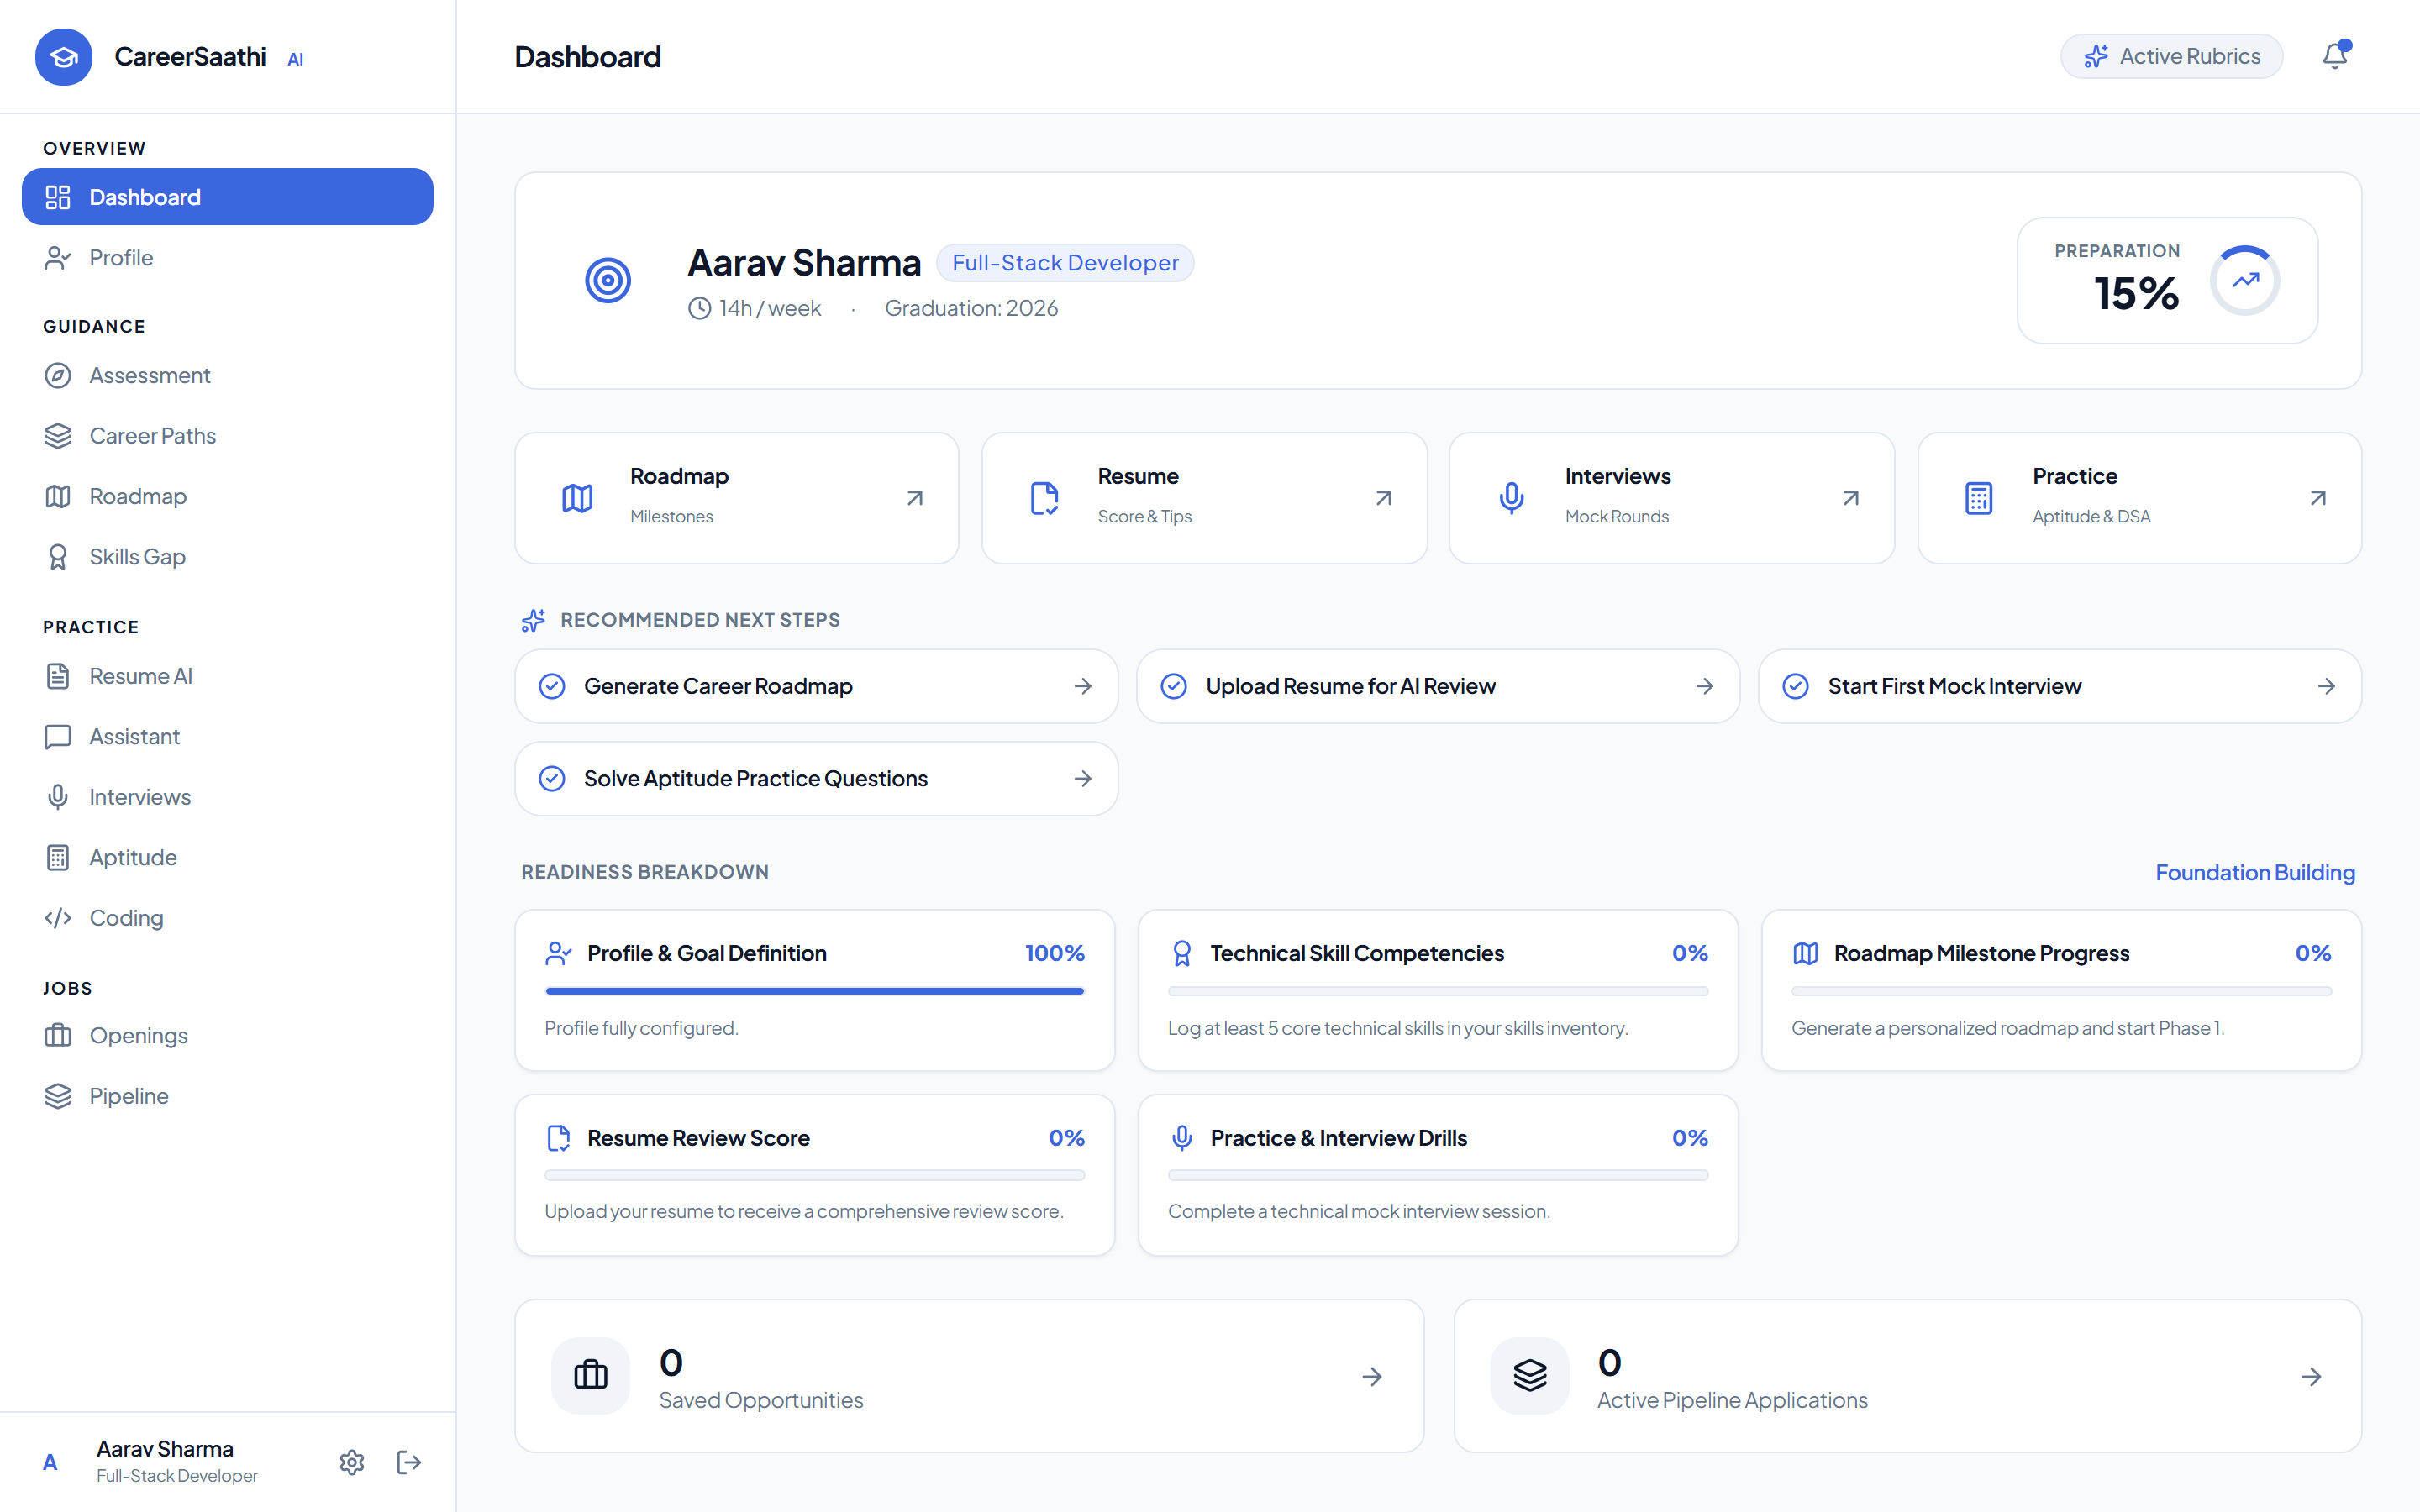 CareerSaathi AI
OVERVIEW
Dashboard
Profile
GUIDANCE
Assessment
Career Paths
Roadmap
Skills Gap
PRACTICE
Resume AI
Assistant
Interviews
Aptitude
Coding
JOBS
Openings
Pipeline
A
Aarav Sharma
Full-Stack Developer
Dashboard
Active Rubrics
Aarav Sharma Full-Stack Developer
14h / week · Graduation: 2026
PREPARATION
15%
Roadmap
Milestones
Resume
Score & Tips
Interviews
Mock Rounds
Practice
Aptitude & DSA
RECOMMENDED NEXT STEPS
Generate Career Roadmap
Upload Resume for AI Review
Start First Mock Interview
Solve Aptitude Practice Questions
READINESS BREAKDOWN
Foundation Building
Profile & Goal Definition 100%
Profile fully configured.
Technical Skill Competencies 0%
Log at least 5 core technical skills in your skills inventory.
Roadmap Milestone Progress 0%
Generate a personalized roadmap and start Phase 1.
Resume Review Score 0%
Upload your resume to receive a comprehensive review score.
Practice & Interview Drills 0%
Complete a technical mock interview session.
0
Saved Opportunities
0
Active Pipeline Applications